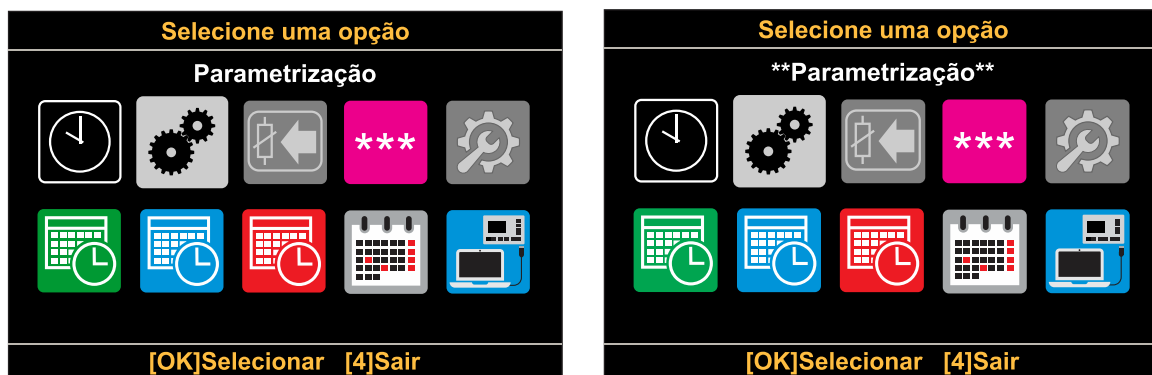 Selecione uma opção
Parametrização
***
[OK]Selecionar [4]Sair
Selecione uma opção
**Parametrização**
***
[OK]Selecionar [4]Sair